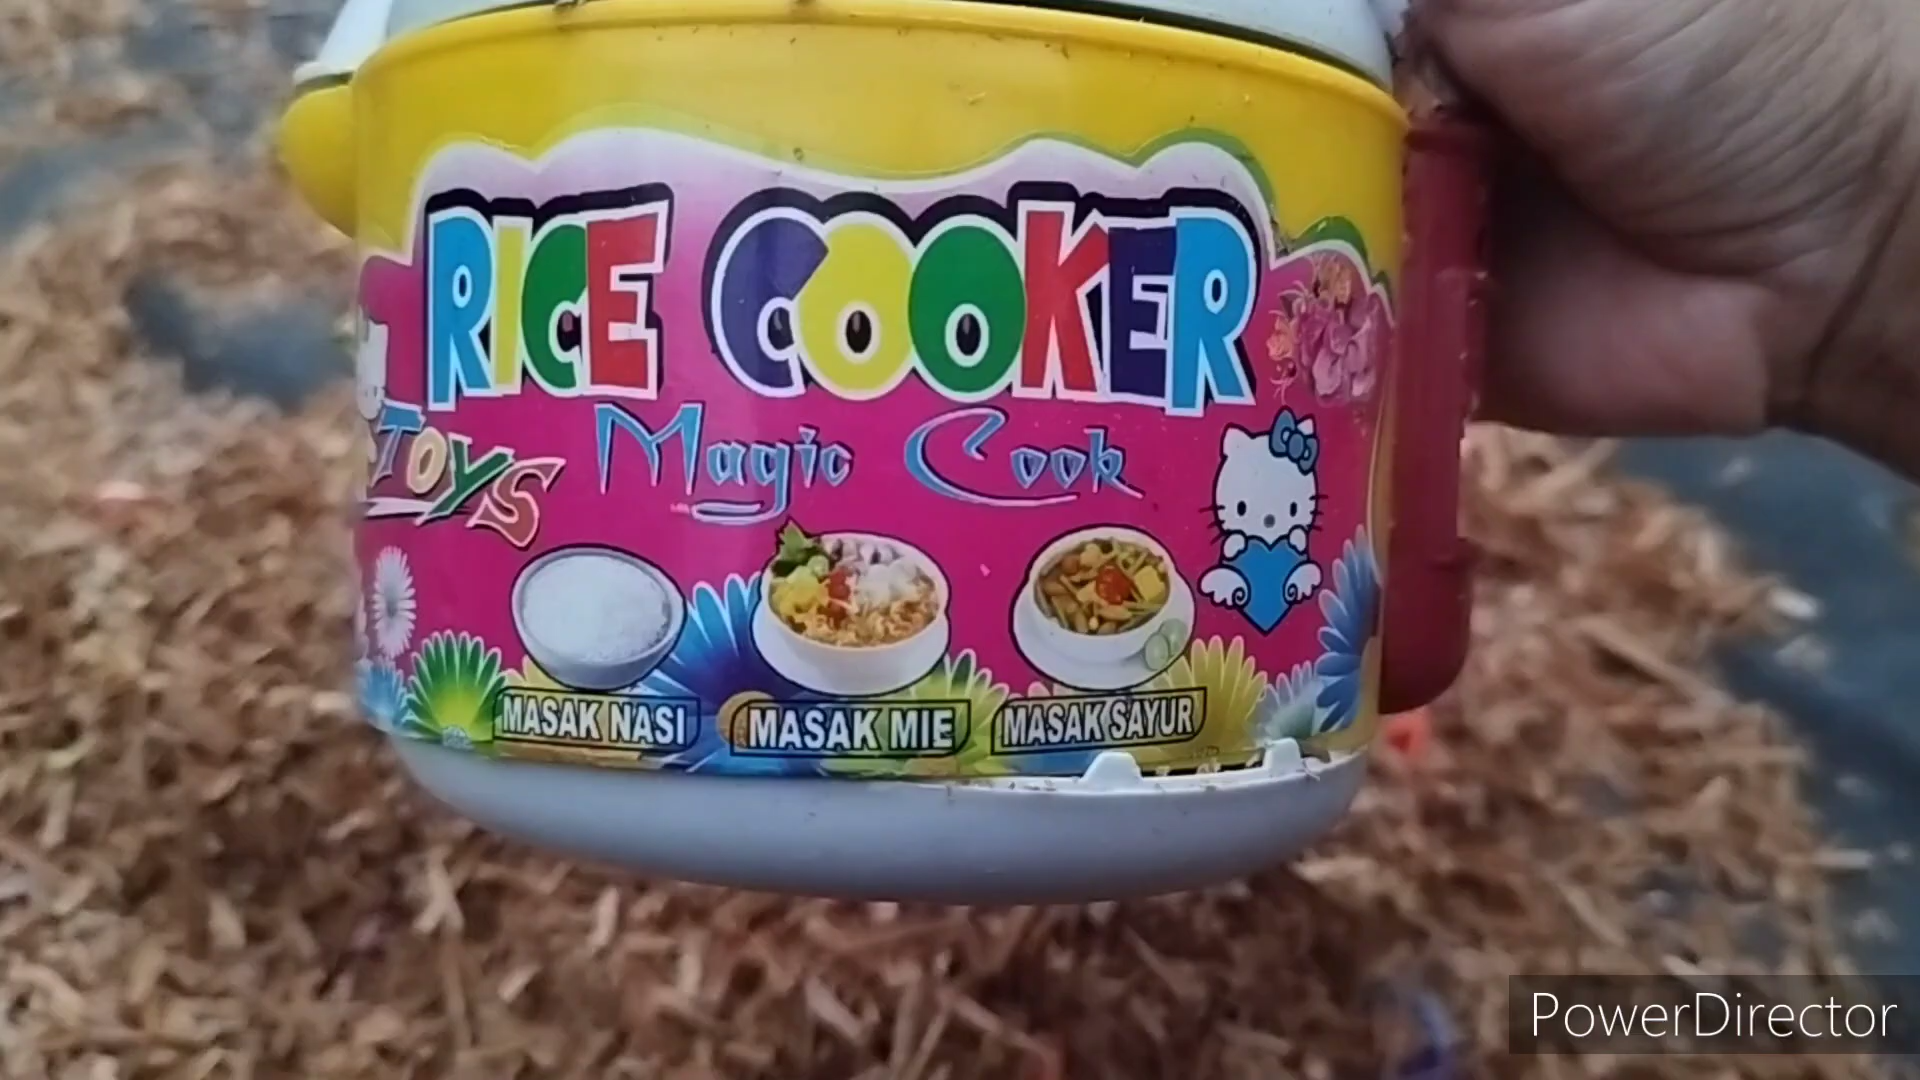 RICE COOKER
TOYS
Magic Cook
MASAK NASI
MASAK MIE
MASAK SAYUR
PowerDirector